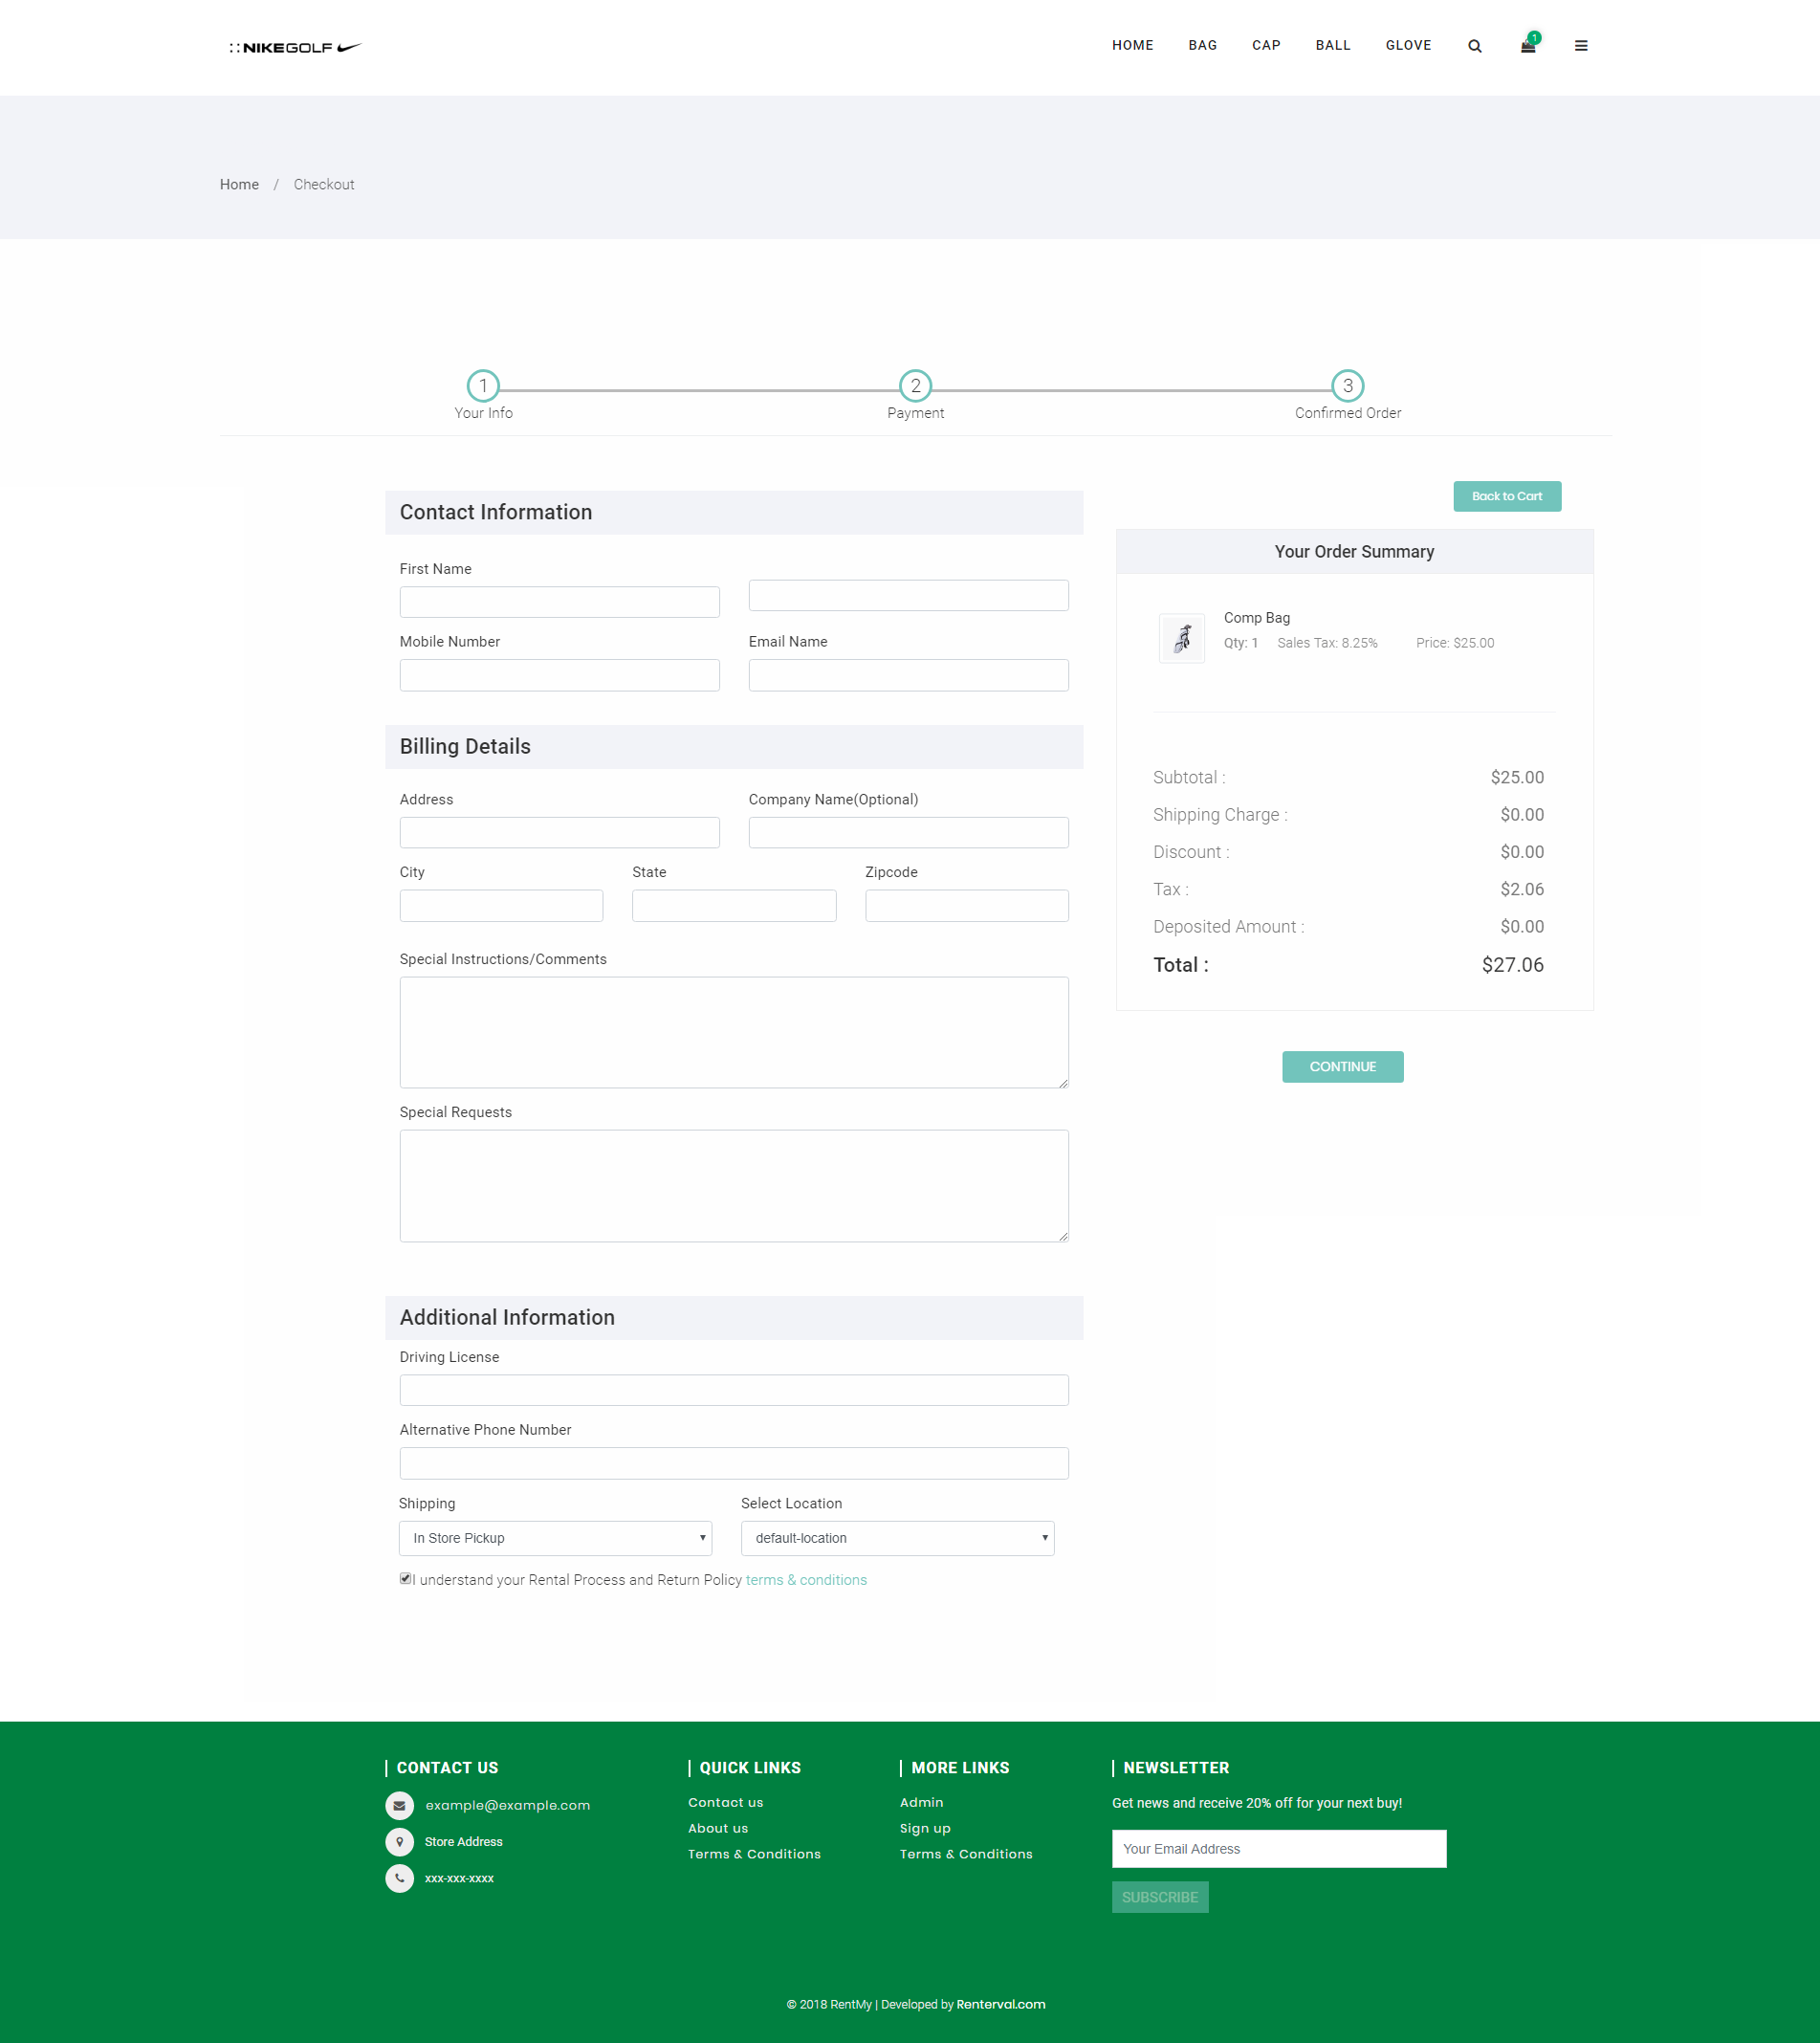 NIKEGOLF
HOME BAG CAP BALL GLOVE 1
Home / Checkout
1 2 3
Your Info Payment Confirmed Order
Back to Cart
Contact Information
First Name
Mobile Number Email Name
Billing Details
Address Company Name(Optional)
City State Zipcode
Special Instructions/Comments
Special Requests
Additional Information
Driving License
Alternative Phone Number
Shipping Select Location
In Store Pickup default-location
I understand your Rental Process and Return Policy terms & conditions
Your Order Summary
Comp Bag
Qty: 1 Sales Tax: 8.25% Price: $25.00
Subtotal : $25.00
Shipping Charge : $0.00
Discount : $0.00
Tax : $2.06
Deposited Amount : $0.00
Total : $27.06
CONTINUE
CONTACT US
example@example.com
Store Address
xxx-xxx-xxxx
QUICK LINKS
Contact us
About us
Terms & Conditions
MORE LINKS
Admin
Sign up
Terms & Conditions
NEWSLETTER
Get news and receive 20% off for your next buy!
Your Email Address
SUBSCRIBE
© 2018 RentMy | Developed by Renterval.com